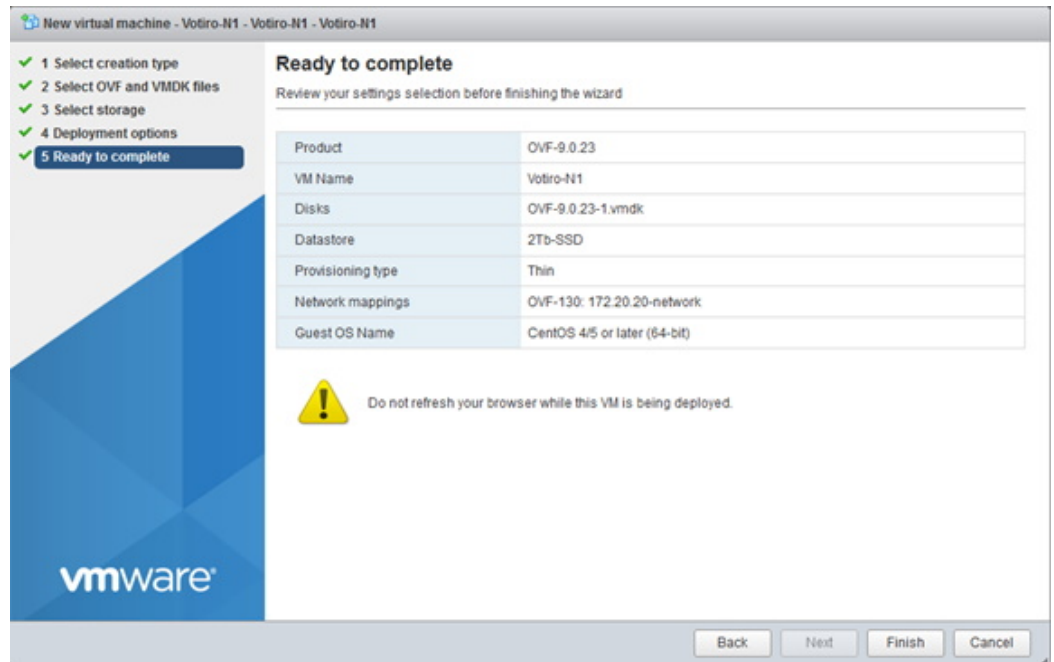 New virtual machine - Votiro-N1 - Votiro-N1 - Votiro-N1
1 Select creation type
2 Select OVF and VMDK files
3 Select storage
4 Deployment options
5 Ready to complete
Ready to complete
Review your settings selection before finishing the wizard
Product OVF-9.0.23
VM Name Votiro-N1
Disks OVF-9.0.23-1.vmdk
Datastore 2Tb-SSD
Provisioning type Thin
Network mappings OVF-130: 172.20.20-network
Guest OS Name CentOS 4/5 or later (64-bit)
Do not refresh your browser while this VM is being deployed.
vmware
Back Next Finish Cancel